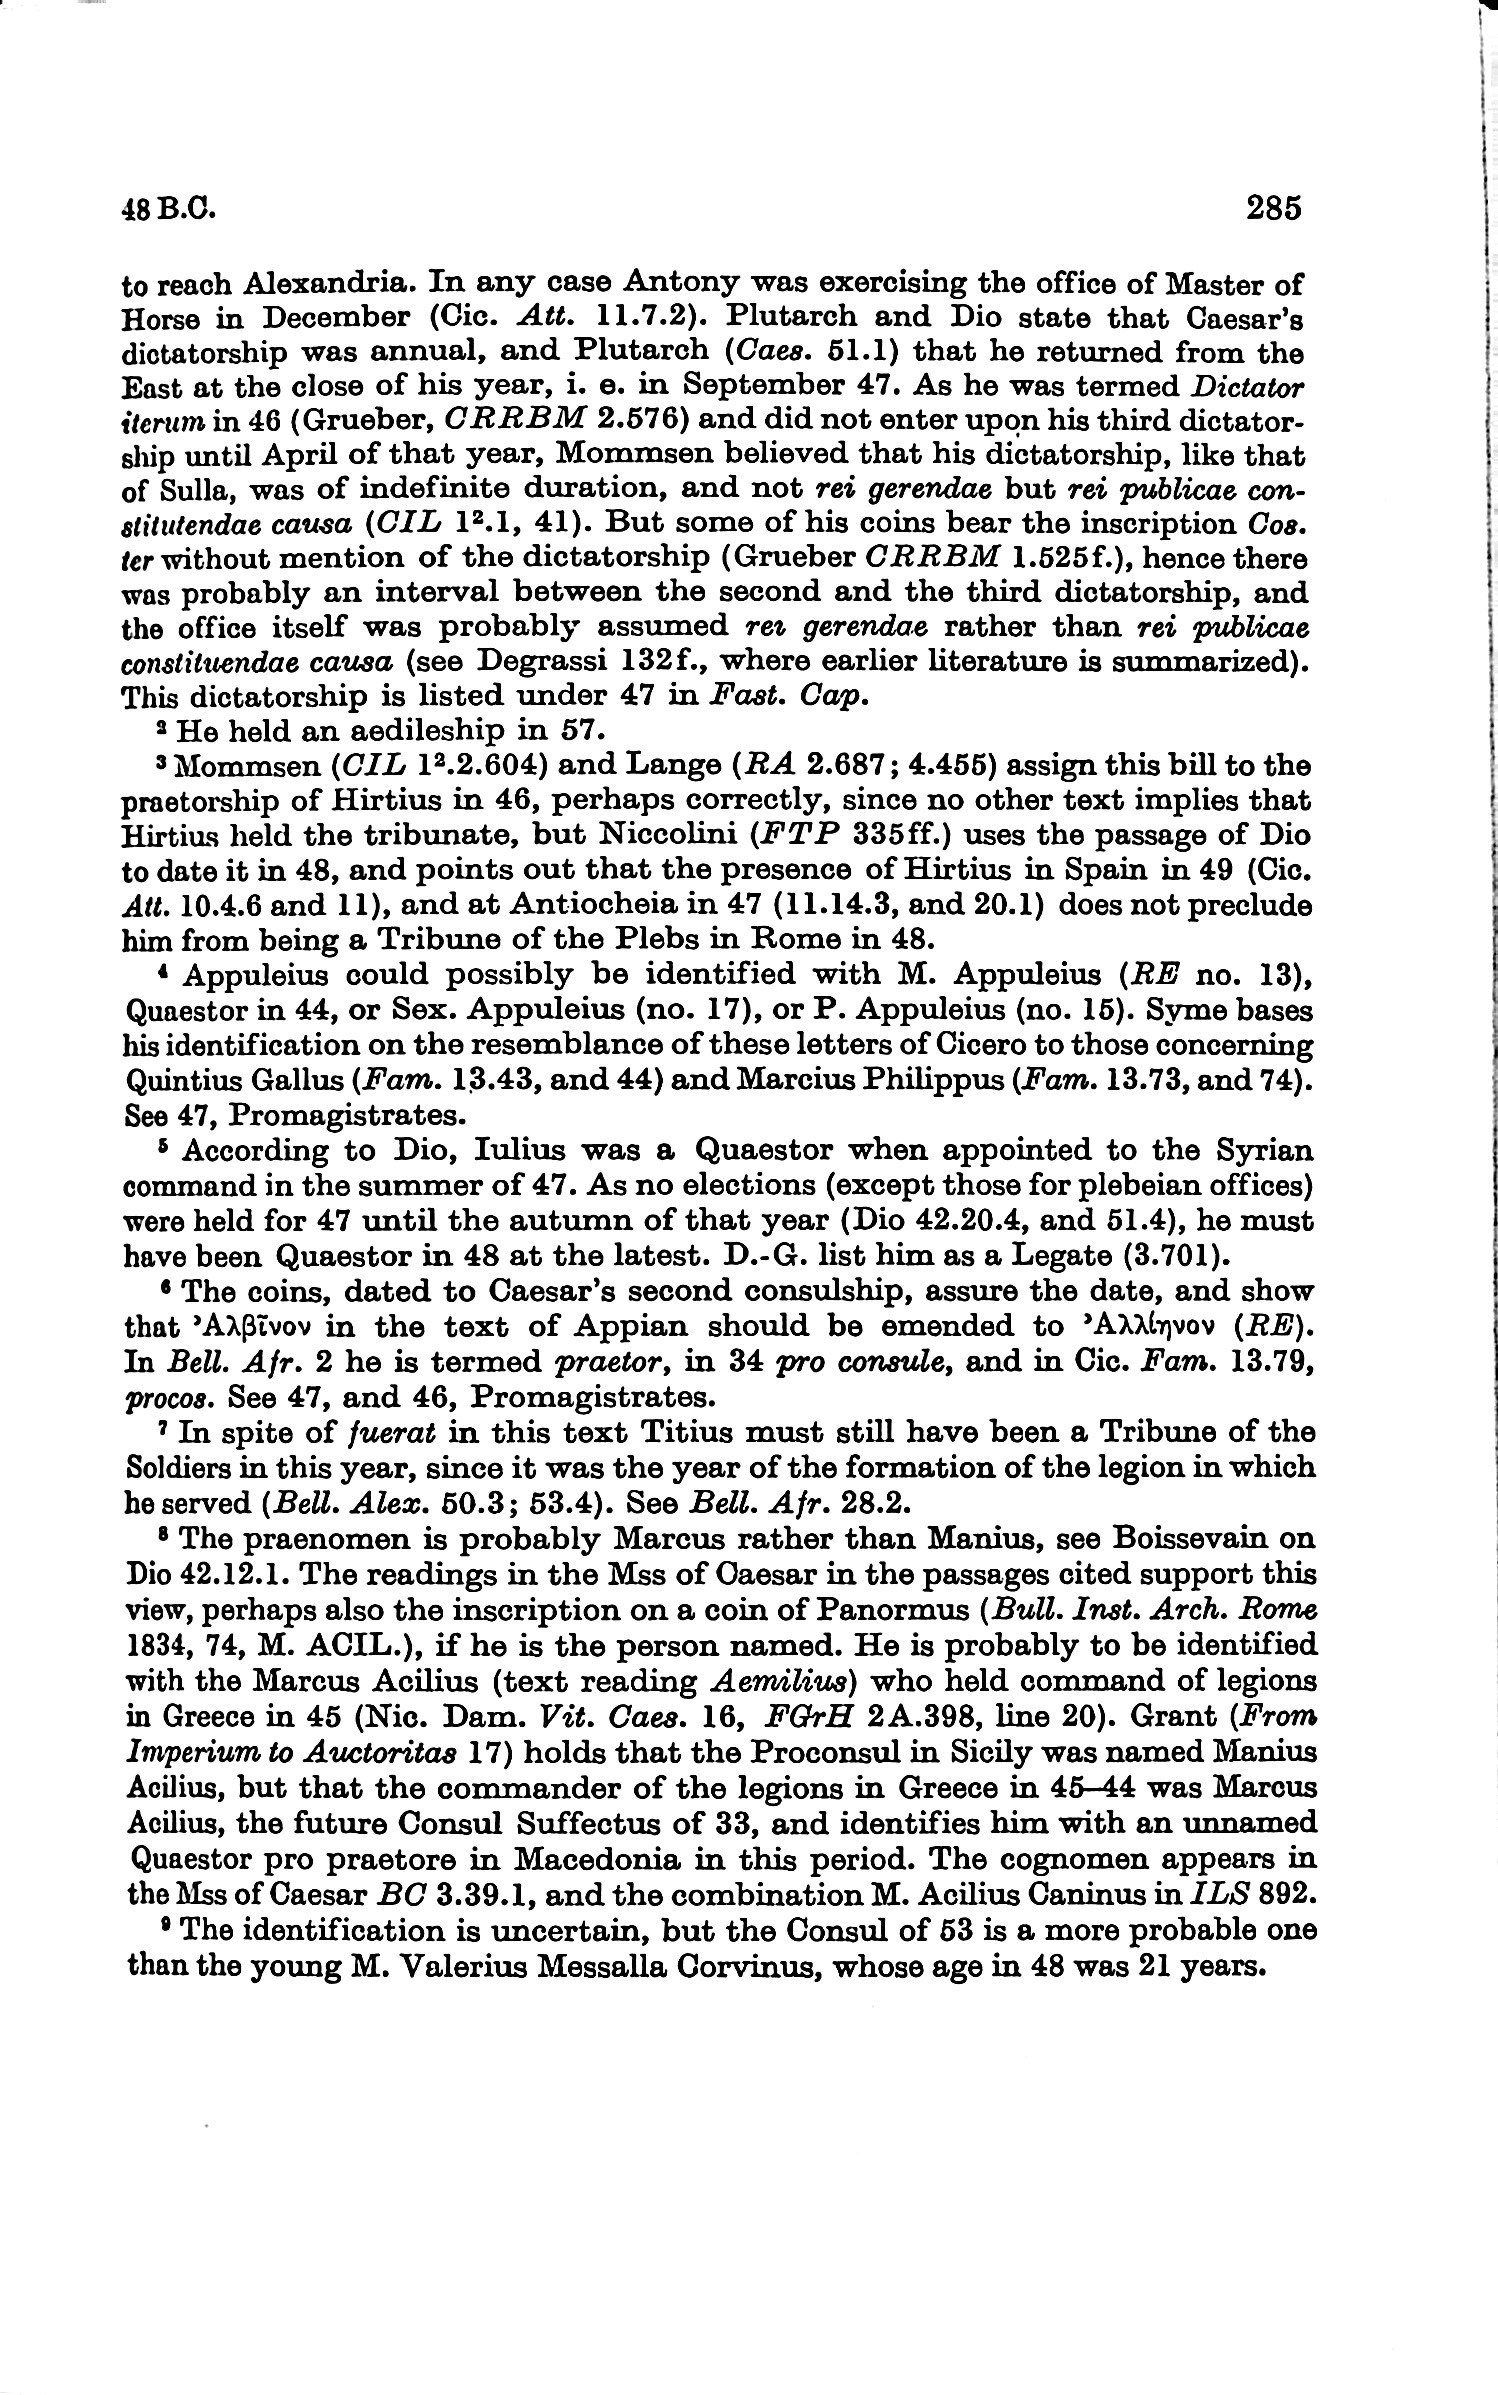 48 B.C. 285
to reach Alexandria. In any case Antony was exercising the office of Master of
Horse in December (Cic. Att. 11.7.2). Plutarch and Dio state that Caesar's
dictatorship was annual, and Plutarch (Caes. 51.1) that he returned from the
East at the close of his year, i. e. in September 47. As he was termed Dictator
iterum in 46 (Grueber, CRRBM 2.576) and did not enter upon his third dictator-
ship until April of that year, Mommsen believed that his dictatorship, like that
of Sulla, was of indefinite duration, and not rei gerendae but rei publicae con-
stitutendae causa (CIL 1².1, 41). But some of his coins bear the inscription Cos.
ter without mention of the dictatorship (Grueber CRRBM 1.525f.), hence there
was probably an interval between the second and the third dictatorship, and
the office itself was probably assumed rei gerendae rather than rei publicae
constituendae causa (see Degrassi 132f., where earlier literature is summarized).
This dictatorship is listed under 47 in Fast. Cap.
² He held an aedileship in 57.
³ Mommsen (CIL 1².2.604) and Lange (RA 2.687; 4.455) assign this bill to the
praetorship of Hirtius in 46, perhaps correctly, since no other text implies that
Hirtius held the tribunate, but Niccolini (FTP 335ff.) uses the passage of Dio
to date it in 48, and points out that the presence of Hirtius in Spain in 49 (Cic.
Att. 10.4.6 and 11), and at Antiocheia in 47 (11.14.3, and 20.1) does not preclude
him from being a Tribune of the Plebs in Rome in 48.
⁴ Appuleius could possibly be identified with M. Appuleius (RE no. 13),
Quaestor in 44, or Sex. Appuleius (no. 17), or P. Appuleius (no. 15). Syme bases
his identification on the resemblance of these letters of Cicero to those concerning
Quintius Gallus (Fam. 13.43, and 44) and Marcius Philippus (Fam. 13.73, and 74).
See 47, Promagistrates.
⁵ According to Dio, Iulius was a Quaestor when appointed to the Syrian
command in the summer of 47. As no elections (except those for plebeian offices)
were held for 47 until the autumn of that year (Dio 42.20.4, and 51.4), he must
have been Quaestor in 48 at the latest. D.-G. list him as a Legate (3.701).
⁶ The coins, dated to Caesar's second consulship, assure the date, and show
that ’Αλβῖνον in the text of Appian should be emended to ’Αλλίηνον (RE).
In Bell. Afr. 2 he is termed praetor, in 34 pro consule, and in Cic. Fam. 13.79,
procos. See 47, and 46, Promagistrates.
⁷ In spite of fuerat in this text Titius must still have been a Tribune of the
Soldiers in this year, since it was the year of the formation of the legion in which
he served (Bell. Alex. 50.3; 53.4). See Bell. Afr. 28.2.
⁸ The praenomen is probably Marcus rather than Manius, see Boissevain on
Dio 42.12.1. The readings in the Mss of Caesar in the passages cited support this
view, perhaps also the inscription on a coin of Panormus (Bull. Inst. Arch. Rome
1834, 74, M. ACIL.), if he is the person named. He is probably to be identified
with the Marcus Acilius (text reading Aemilius) who held command of legions
in Greece in 45 (Nic. Dam. Vit. Caes. 16, FGrH 2A.398, line 20). Grant (From
Imperium to Auctoritas 17) holds that the Proconsul in Sicily was named Manius
Acilius, but that the commander of the legions in Greece in 45–44 was Marcus
Acilius, the future Consul Suffectus of 33, and identifies him with an unnamed
Quaestor pro praetore in Macedonia in this period. The cognomen appears in
the Mss of Caesar BC 3.39.1, and the combination M. Acilius Caninus in ILS 892.
⁹ The identification is uncertain, but the Consul of 53 is a more probable one
than the young M. Valerius Messalla Corvinus, whose age in 48 was 21 years.